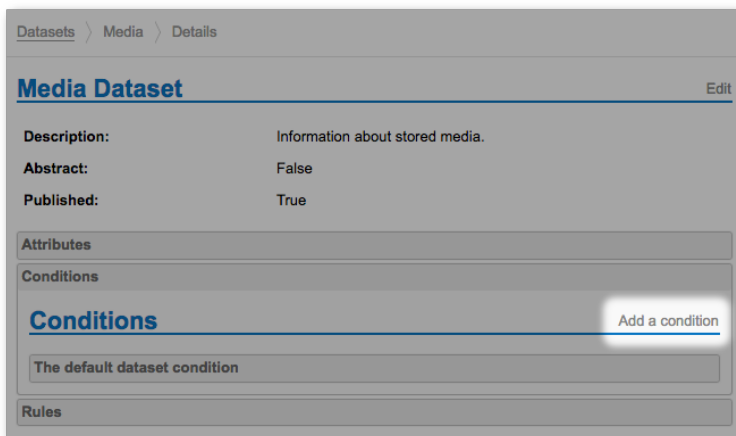 Datasets > Media > Details
Media Dataset Edit
Description: Information about stored media.
Abstract: False
Published: True
Attributes
Conditions
Conditions Add a condition
The default dataset condition
Rules